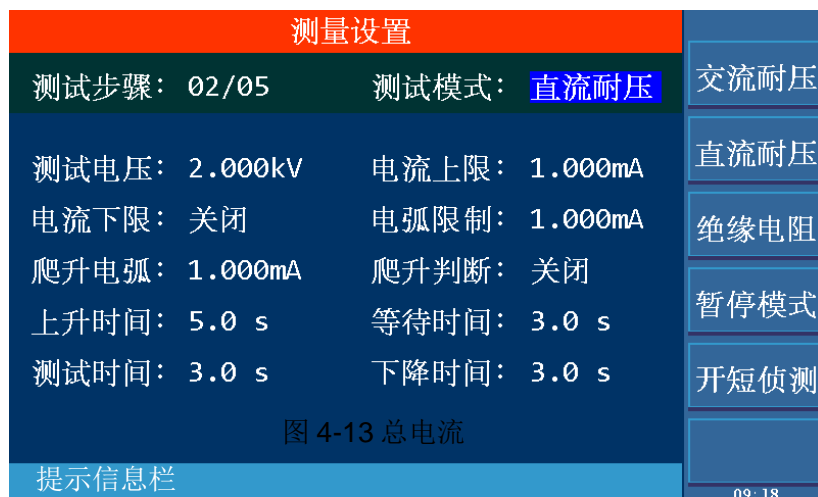 测量设置
测试步骤: 02/05 测试模式: 直流耐压
测试电压: 2.000kV 电流上限: 1.000mA
电流下限: 关闭 电弧限制: 1.000mA
爬升电弧: 1.000mA 爬升判断: 关闭
上升时间: 5.0 s 等待时间: 3.0 s
测试时间: 3.0 s 下降时间: 3.0 s
图 4-13 总电流
提示信息栏
交流耐压
直流耐压
绝缘电阻
暂停模式
开短侦测
09:18